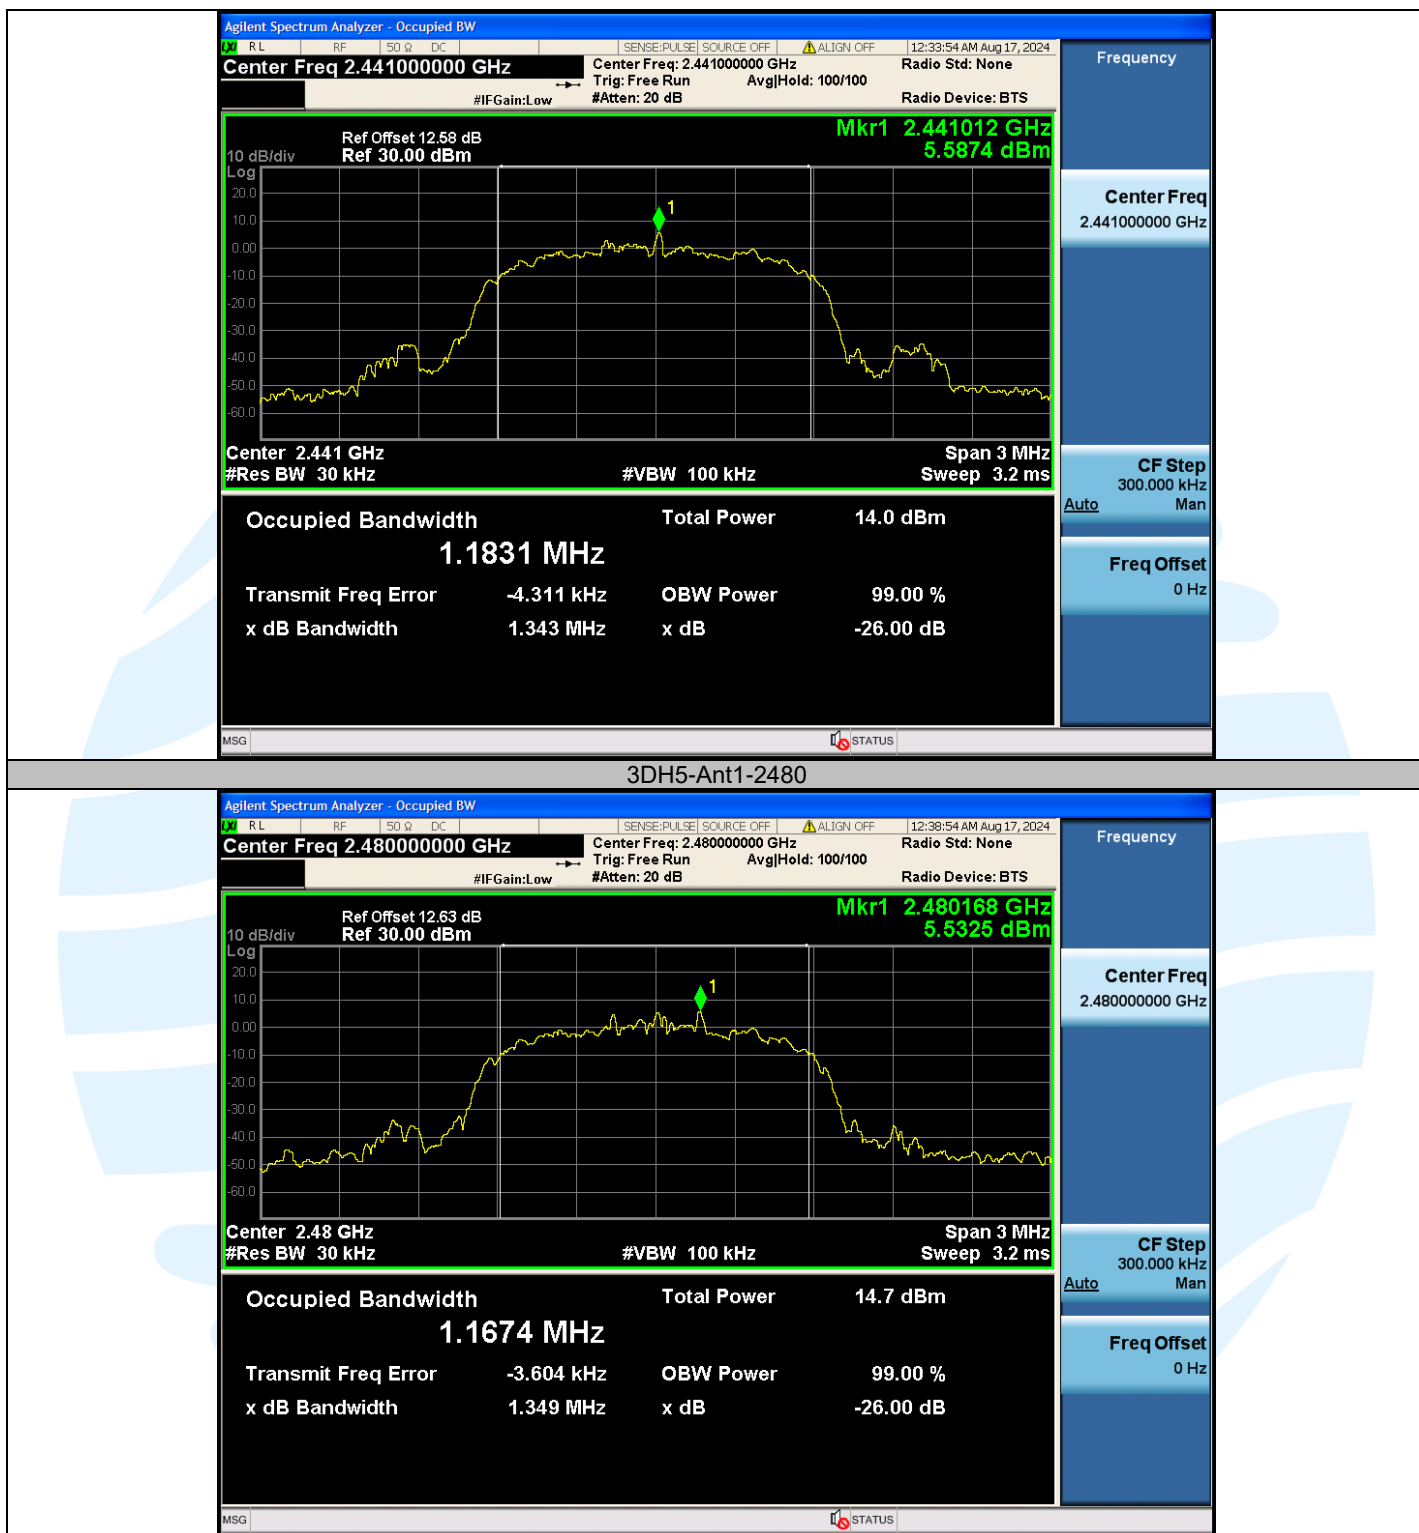 Agilent Spectrum Analyzer - Occupied BW
LXI RL RF 50 Ω DC SENSE:PULSE SOURCE OFF ALIGN OFF 12:33:54 AM Aug 17, 2024
Center Freq 2.441000000 GHz
Center Freq: 2.441000000 GHz
Radio Std: None
Trig: Free Run Avg|Hold: 100/100
#IFGain:Low #Atten: 20 dB Radio Device: BTS
Frequency
Mkr1 2.441012 GHz
5.5874 dBm
Ref Offset 12.58 dB
10 dB/div Ref 30.00 dBm
Log
20.0
10.0
0.00
-10.0
-20.0
-30.0
-40.0
-50.0
-60.0
1
Center 2.441 GHz Span 3 MHz
#Res BW 30 kHz #VBW 100 kHz Sweep 3.2 ms
Occupied Bandwidth Total Power 14.0 dBm
1.1831 MHz
Transmit Freq Error -4.311 kHz OBW Power 99.00 %
x dB Bandwidth 1.343 MHz x dB -26.00 dB
Center Freq
2.441000000 GHz
CF Step
300.000 kHz
Auto Man
Freq Offset
0 Hz
MSG STATUS
3DH5-Ant1-2480
Agilent Spectrum Analyzer - Occupied BW
LXI RL RF 50 Ω DC SENSE:PULSE SOURCE OFF ALIGN OFF 12:38:54 AM Aug 17, 2024
Center Freq 2.480000000 GHz
Center Freq: 2.480000000 GHz
Radio Std: None
Trig: Free Run Avg|Hold: 100/100
#IFGain:Low #Atten: 20 dB Radio Device: BTS
Frequency
Mkr1 2.480168 GHz
5.5325 dBm
Ref Offset 12.63 dB
10 dB/div Ref 30.00 dBm
Log
20.0
10.0
0.00
-10.0
-20.0
-30.0
-40.0
-50.0
-60.0
1
Center 2.48 GHz Span 3 MHz
#Res BW 30 kHz #VBW 100 kHz Sweep 3.2 ms
Occupied Bandwidth Total Power 14.7 dBm
1.1674 MHz
Transmit Freq Error -3.604 kHz OBW Power 99.00 %
x dB Bandwidth 1.349 MHz x dB -26.00 dB
Center Freq
2.480000000 GHz
CF Step
300.000 kHz
Auto Man
Freq Offset
0 Hz
MSG STATUS